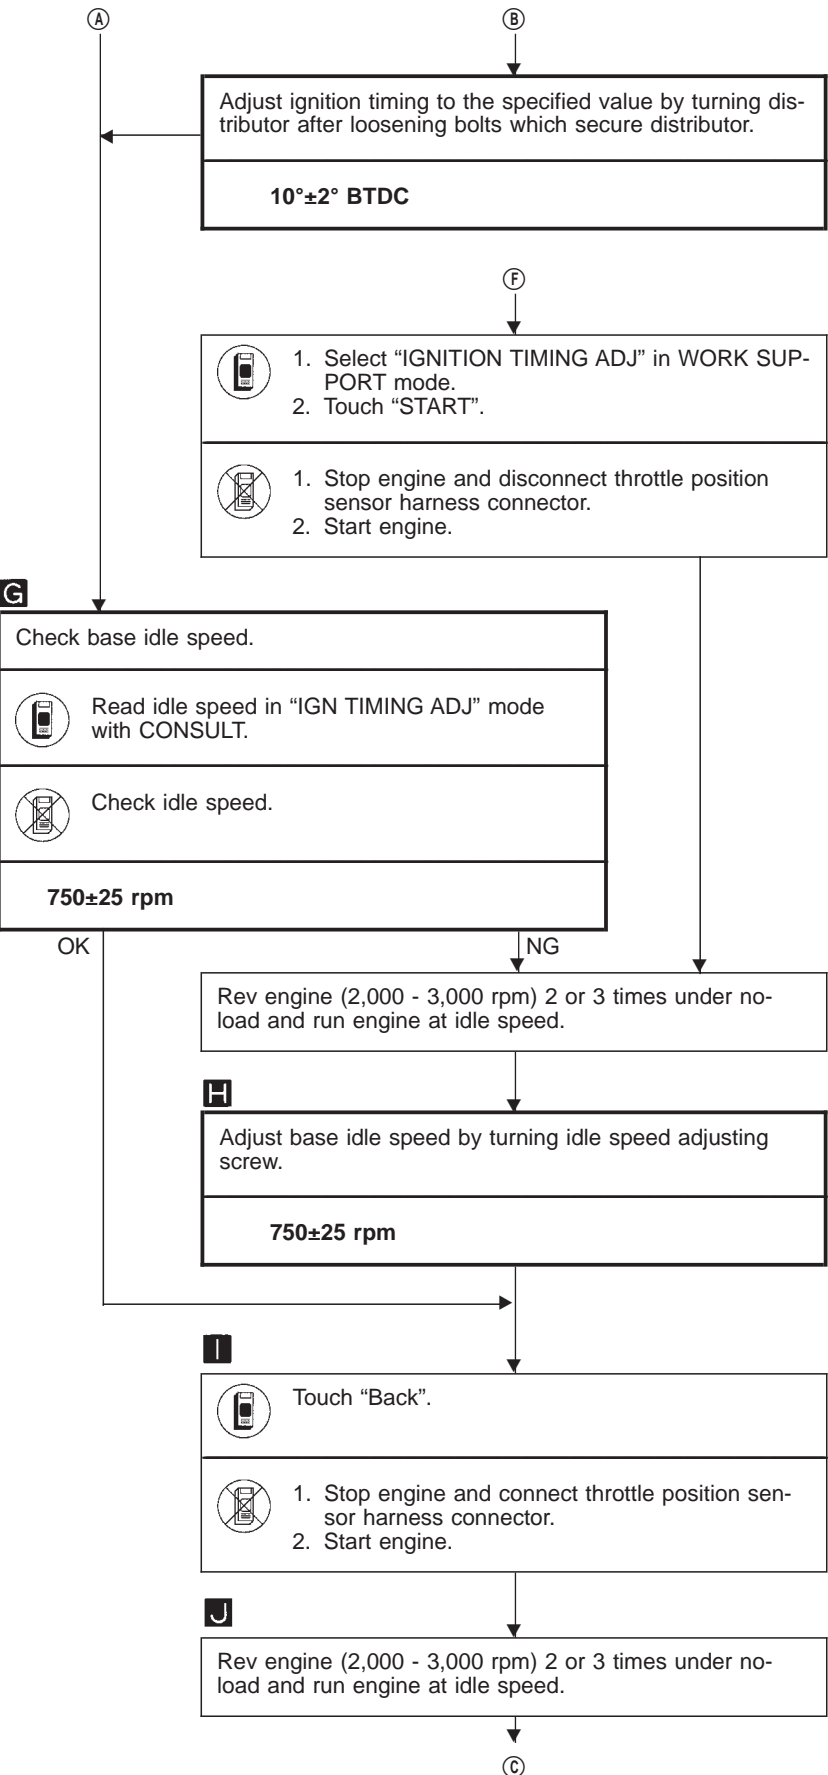 A
B
Adjust ignition timing to the specified value by turning dis-
tributor after loosening bolts which secure distributor.
10°±2° BTDC
F
1. Select “IGNITION TIMING ADJ” in WORK SUP-
PORT mode.
2. Touch “START”.
1. Stop engine and disconnect throttle position
sensor harness connector.
2. Start engine.
G
Check base idle speed.
Read idle speed in “IGN TIMING ADJ” mode
with CONSULT.
Check idle speed.
750±25 rpm
OK
NG
Rev engine (2,000 - 3,000 rpm) 2 or 3 times under no-
load and run engine at idle speed.
H
Adjust base idle speed by turning idle speed adjusting
screw.
750±25 rpm
I
Touch “Back”.
1. Stop engine and connect throttle position sen-
sor harness connector.
2. Start engine.
J
Rev engine (2,000 - 3,000 rpm) 2 or 3 times under no-
load and run engine at idle speed.
C